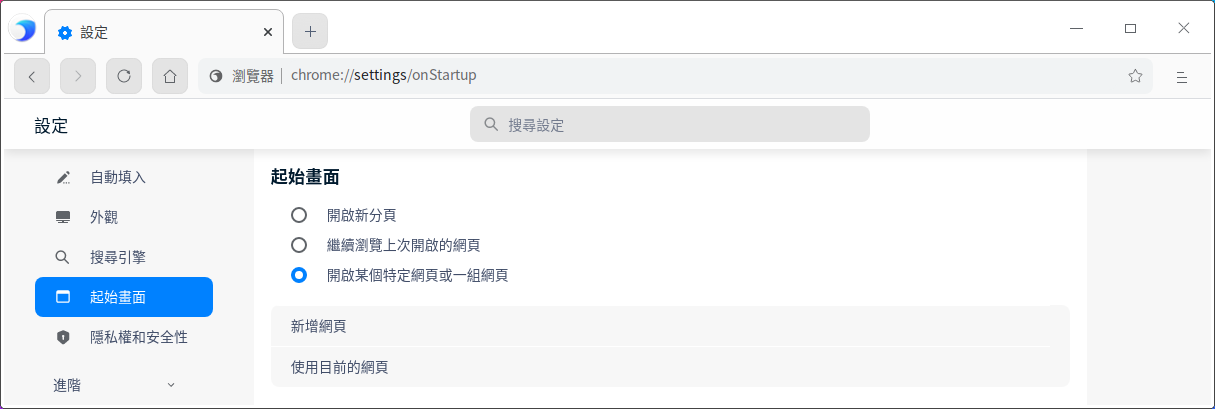 設定
瀏覽器 | chrome://settings/onStartup
設定
搜尋設定
自動填入
外觀
搜尋引擎
起始畫面
隱私權和安全性
進階
起始畫面
開啟新分頁
繼續瀏覽上次開啟的網頁
開啟某個特定網頁或一組網頁
新增網頁
使用目前的網頁